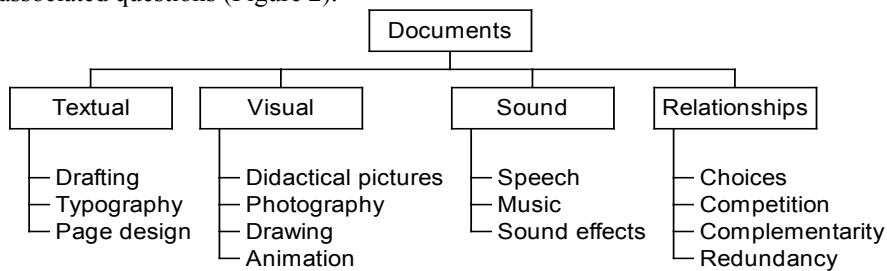 associated questions (Figure 2).
Documents
Textual
Visual
Sound
Relationships
Drafting
Typography
Page design
Didactical pictures
Photography
Drawing
Animation
Speech
Music
Sound effects
Choices
Competition
Complementarity
Redundancy